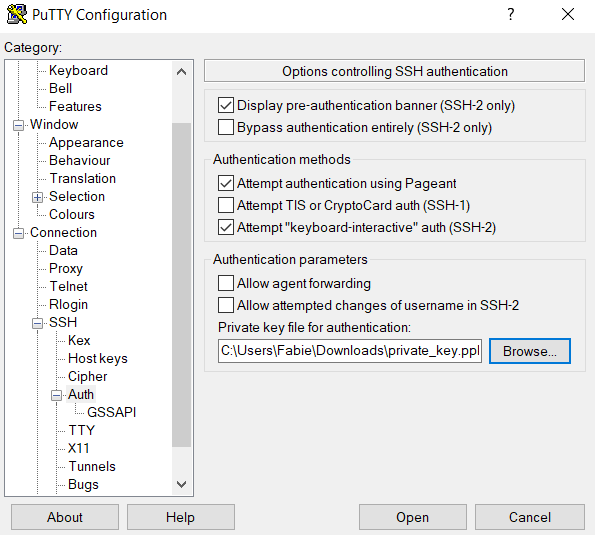 PuTTY Configuration
?
Category:
Keyboard
Bell
Features
Window
Appearance
Behaviour
Translation
Selection
Colours
Connection
Data
Proxy
Telnet
Rlogin
SSH
Kex
Host keys
Cipher
Auth
GSSAPI
TTY
X11
Tunnels
Bugs
Options controlling SSH authentication
Display pre-authentication banner (SSH-2 only)
Bypass authentication entirely (SSH-2 only)
Authentication methods
Attempt authentication using Pageant
Attempt TIS or CryptoCard auth (SSH-1)
Attempt "keyboard-interactive" auth (SSH-2)
Authentication parameters
Allow agent forwarding
Allow attempted changes of username in SSH-2
Private key file for authentication:
C:\Users\Fabie\Downloads\private_key.ppl Browse...
About Help Open Cancel